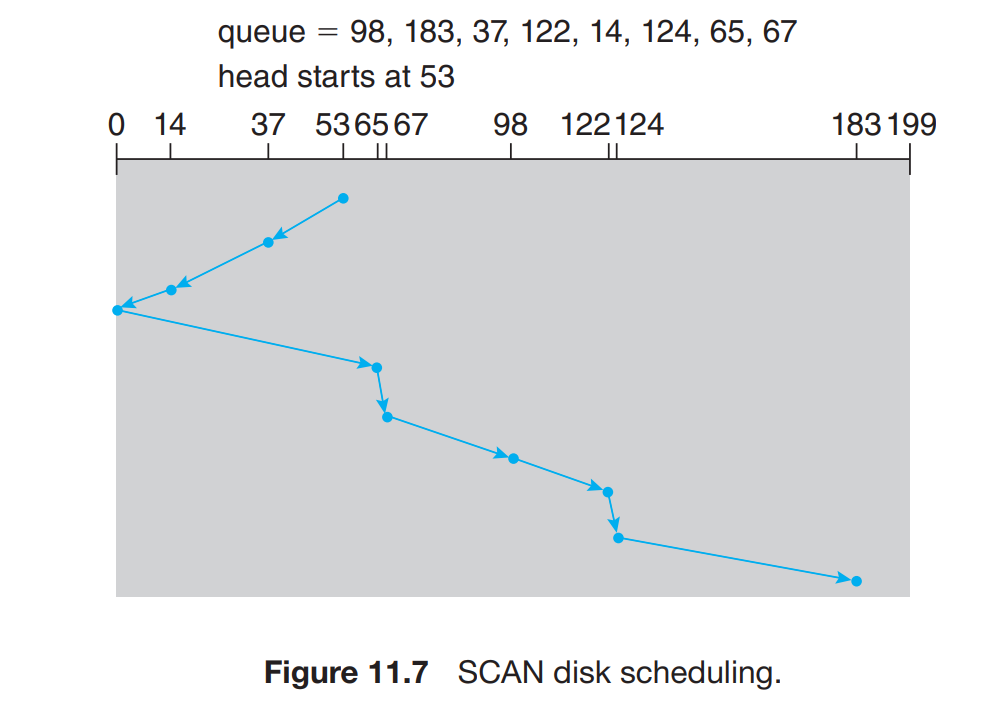 queue = 98, 183, 37, 122, 14, 124, 65, 67
head starts at 53
0 14 37 53 65 67 98 122 124 183 199
Figure 11.7 SCAN disk scheduling.